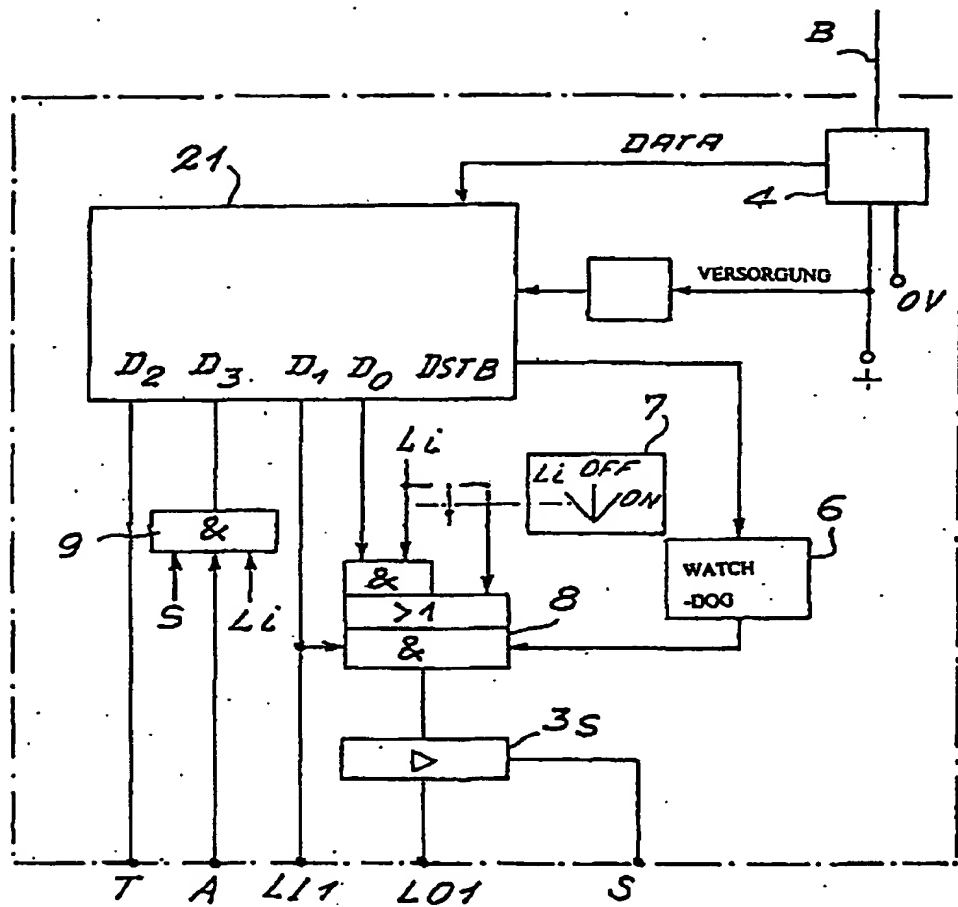 B
DATA
21
4
VERSORGUNG
0V
+
D2 D3 D1 D0 DSTB
7
Li
Li OFF
ON
6
9
&
WATCH
-DOG
&
S
Li
>1
8
&
3S
T A LI1 LO1 S